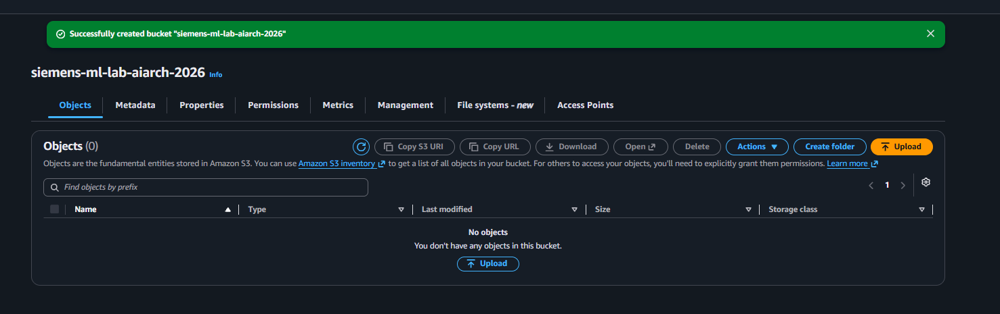 Successfully created bucket "siemens-ml-lab-aiarch-2026"
siemens-ml-lab-aiarch-2026 Info
Objects Metadata Properties Permissions Metrics Management File systems - new Access Points
Objects (0) Copy S3 URI Copy URL Download Open Delete Actions Create folder Upload
Objects are the fundamental entities stored in Amazon S3. You can use Amazon S3 inventory to get a list of all objects in your bucket. For others to access your objects, you'll need to explicitly grant them permissions. Learn more
Find objects by prefix 1
Name Type Last modified Size Storage class
No objects
You don't have any objects in this bucket.
Upload